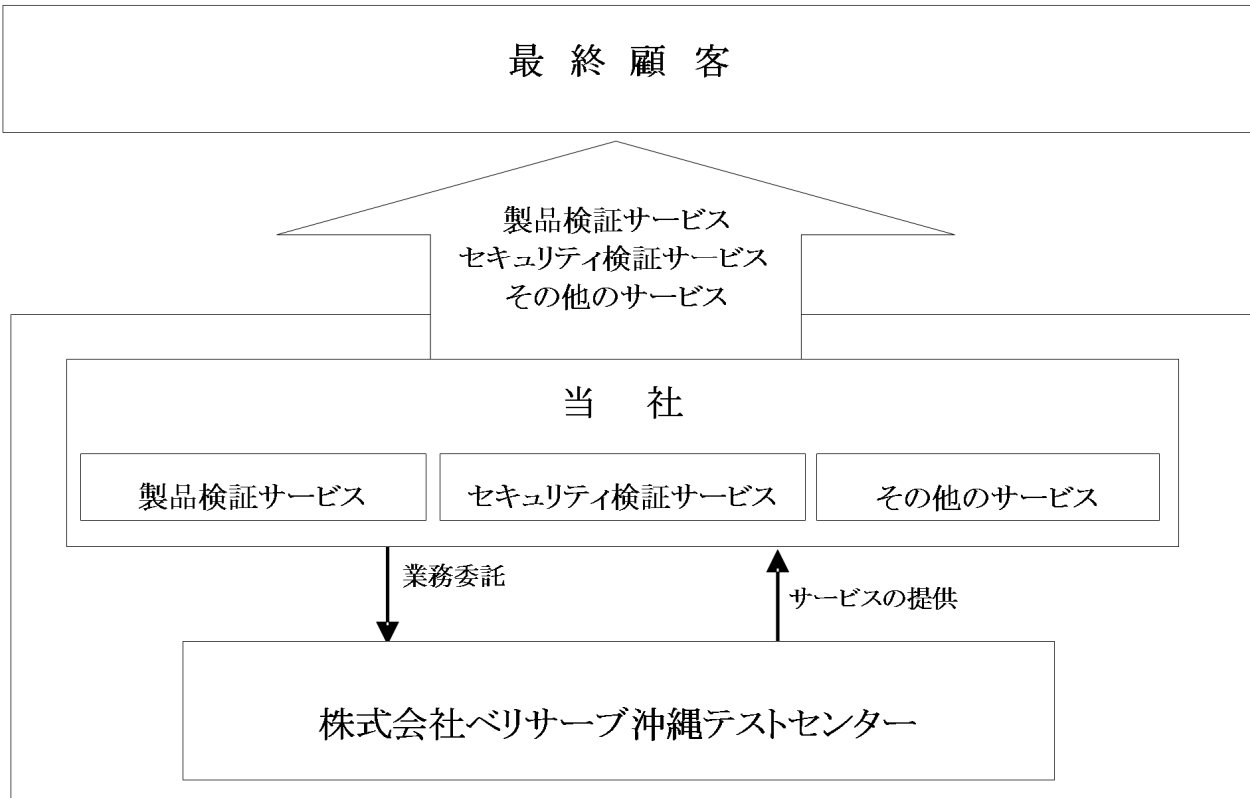 最終顧客
製品検証サービス
セキュリティ検証サービス
その他のサービス
当社
製品検証サービス
セキュリティ検証サービス
その他のサービス
業務委託
サービスの提供
株式会社ベリサーブ沖縄テストセンター